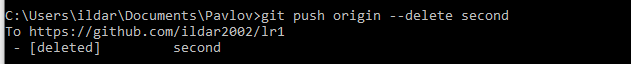 C:\Users\ildar\Documents\Pavlov>git push origin --delete second
To https://github.com/ildar2002/lr1
 - [deleted]         second